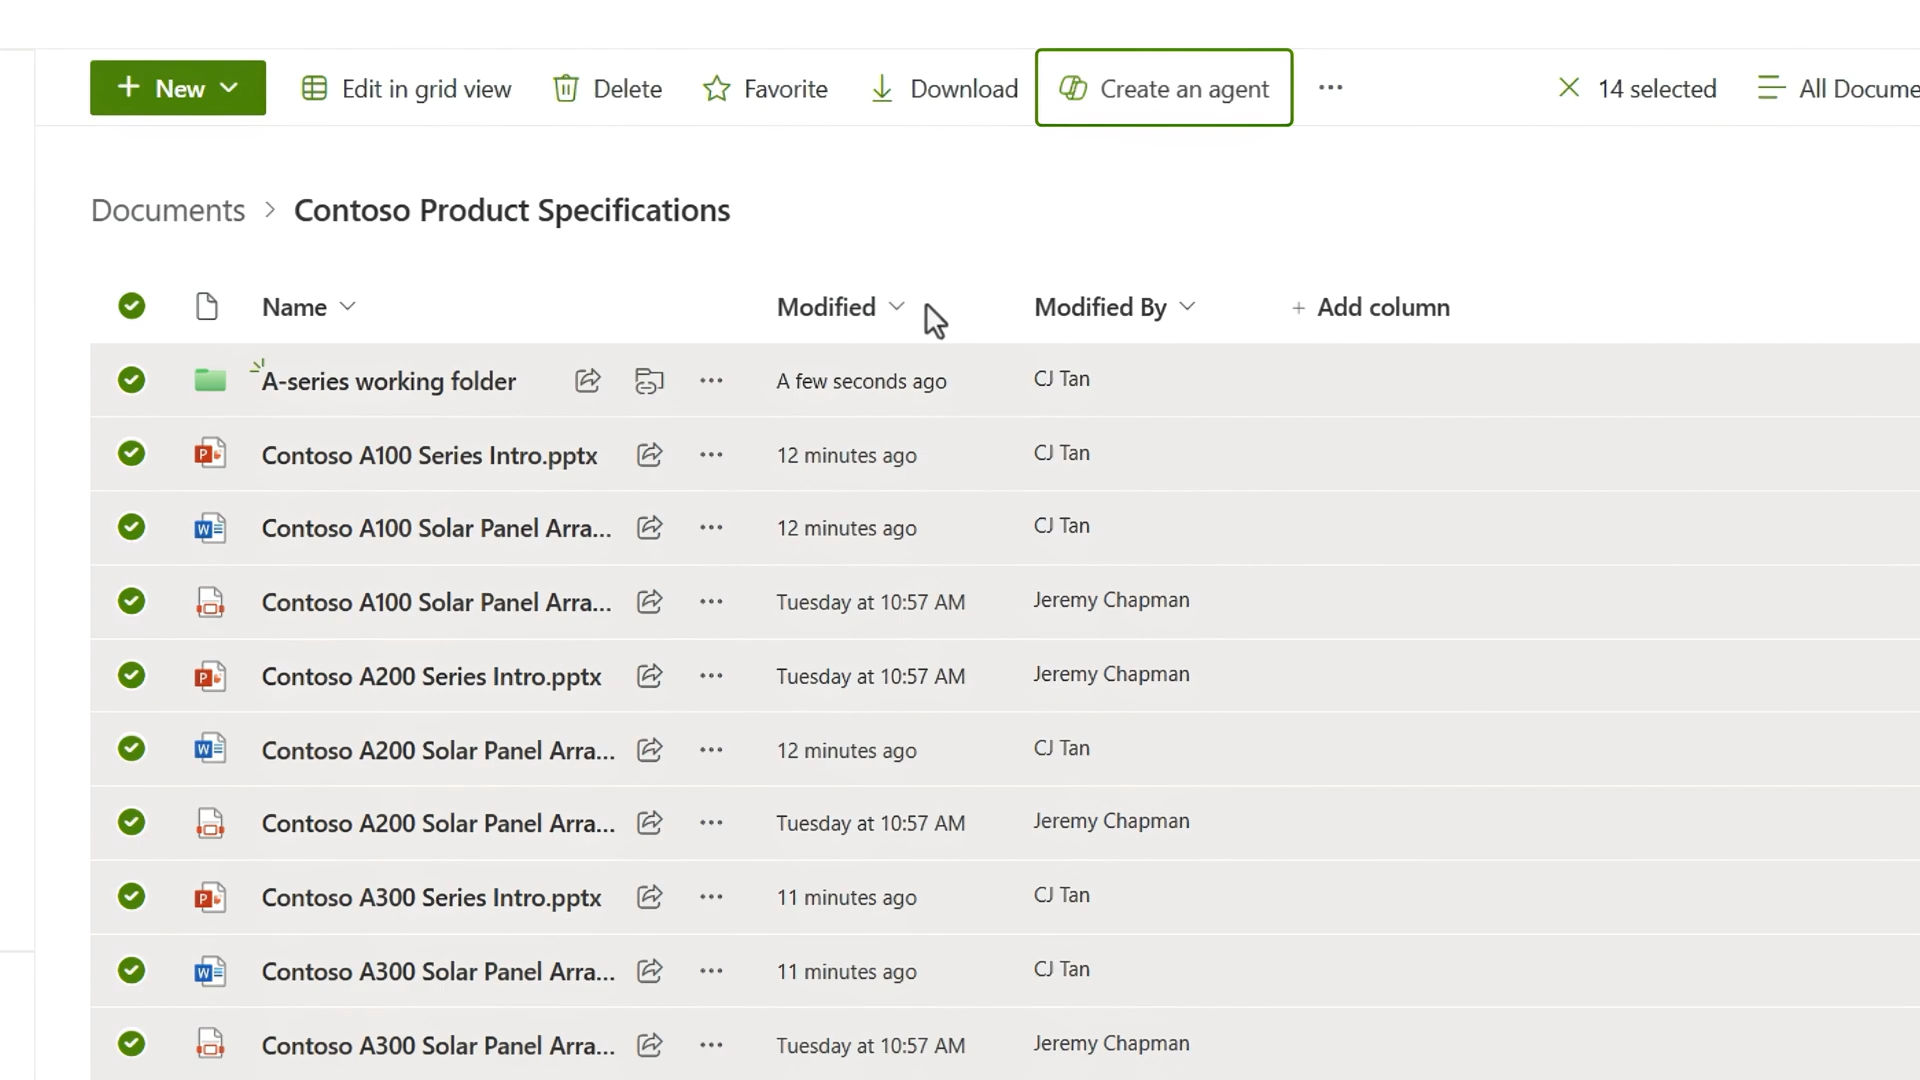 + New Edit in grid view Delete Favorite Download Create an agent ... 14 selected All Docume
Documents > Contoso Product Specifications
Name Modified Modified By + Add column
A-series working folder ... A few seconds ago CJ Tan
Contoso A100 Series Intro.pptx ... 12 minutes ago CJ Tan
Contoso A100 Solar Panel Arra... ... 12 minutes ago CJ Tan
Contoso A100 Solar Panel Arra... ... Tuesday at 10:57 AM Jeremy Chapman
Contoso A200 Series Intro.pptx ... Tuesday at 10:57 AM Jeremy Chapman
Contoso A200 Solar Panel Arra... ... 12 minutes ago CJ Tan
Contoso A200 Solar Panel Arra... ... Tuesday at 10:57 AM Jeremy Chapman
Contoso A300 Series Intro.pptx ... 11 minutes ago CJ Tan
Contoso A300 Solar Panel Arra... ... 11 minutes ago CJ Tan
Contoso A300 Solar Panel Arra... ... Tuesday at 10:57 AM Jeremy Chapman